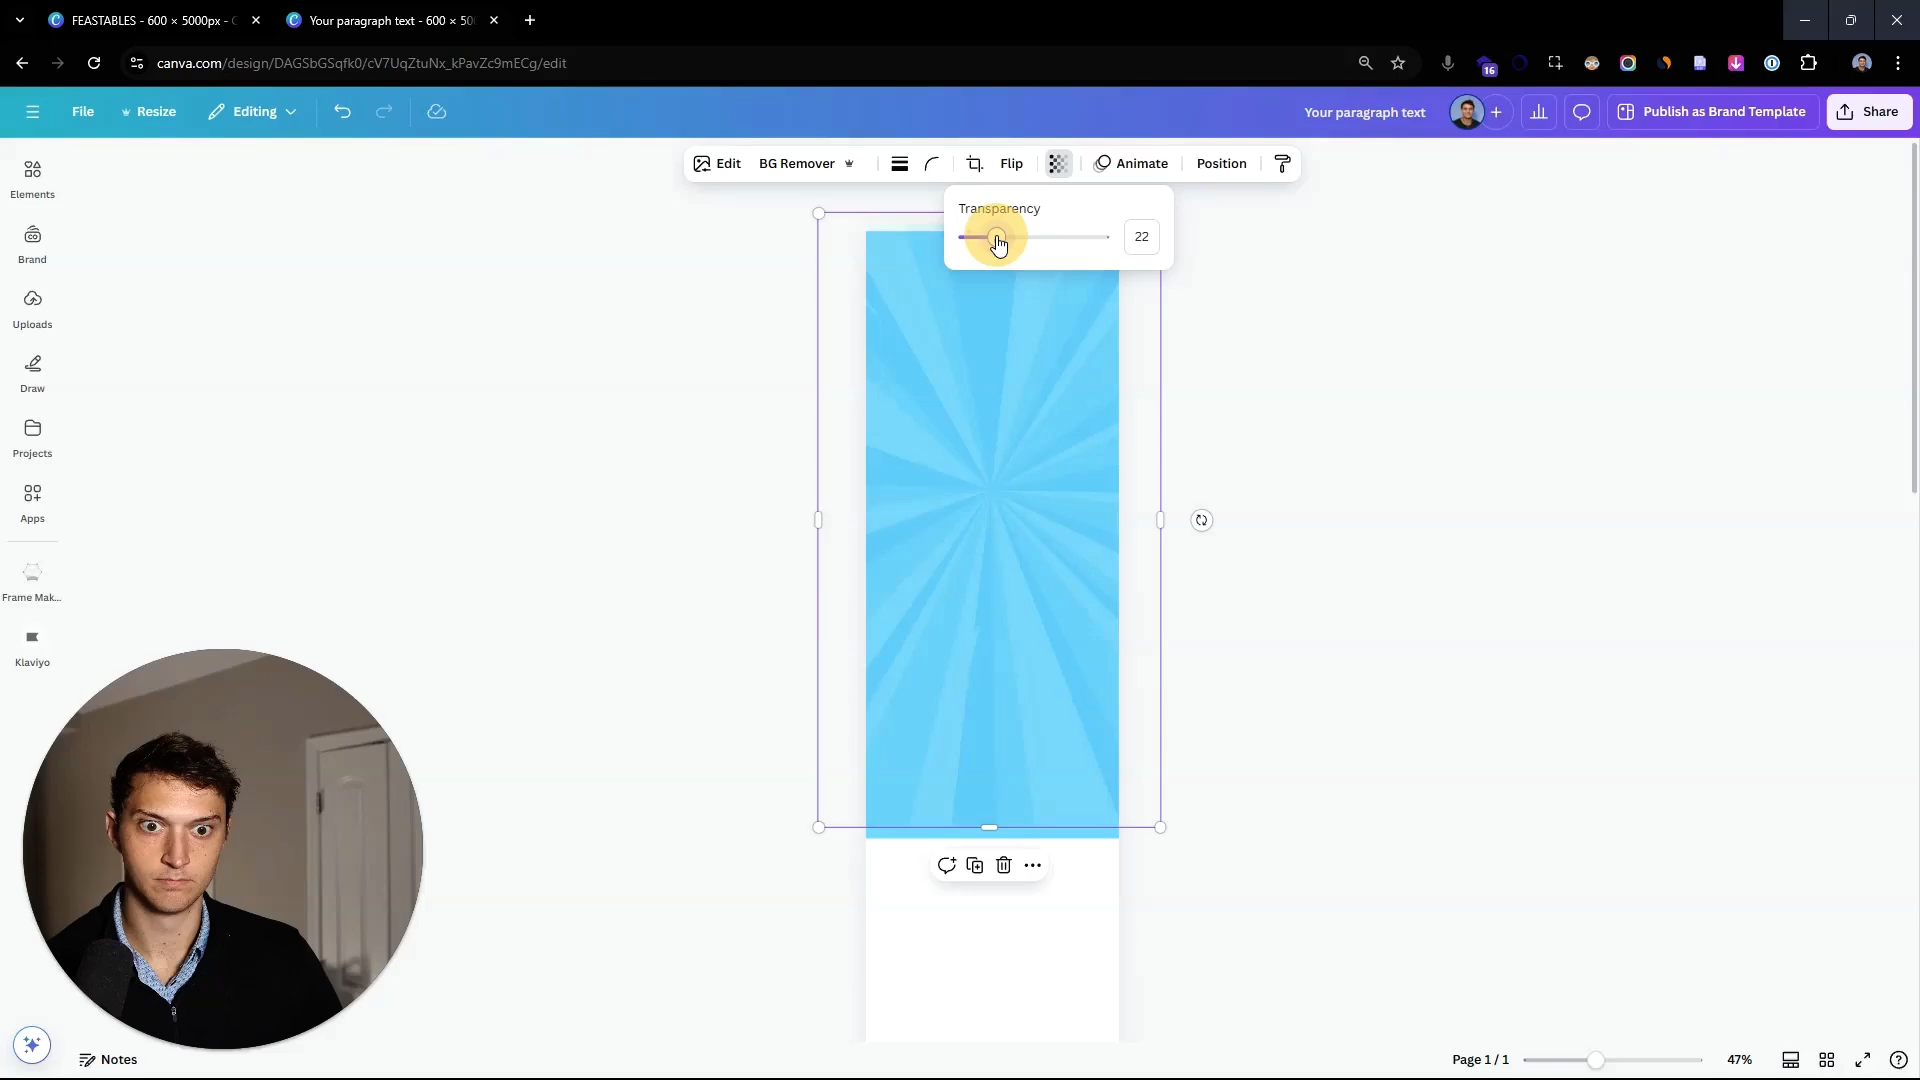 FEASTABLES - 600 × 5000px - C
Your paragraph text - 600 × 50
canva.com/design/DAGSbGSqfk0/cV7UqZtuNx_kPavZc9mECg/edit
16
File
Resize
Editing
Your paragraph text
Publish as Brand Template
Share
Edit
BG Remover
Flip
Animate
Position
Transparency
22
Elements
Brand
Uploads
Draw
Projects
Apps
Frame Mak...
Klaviyo
Notes
Page 1 / 1
47%